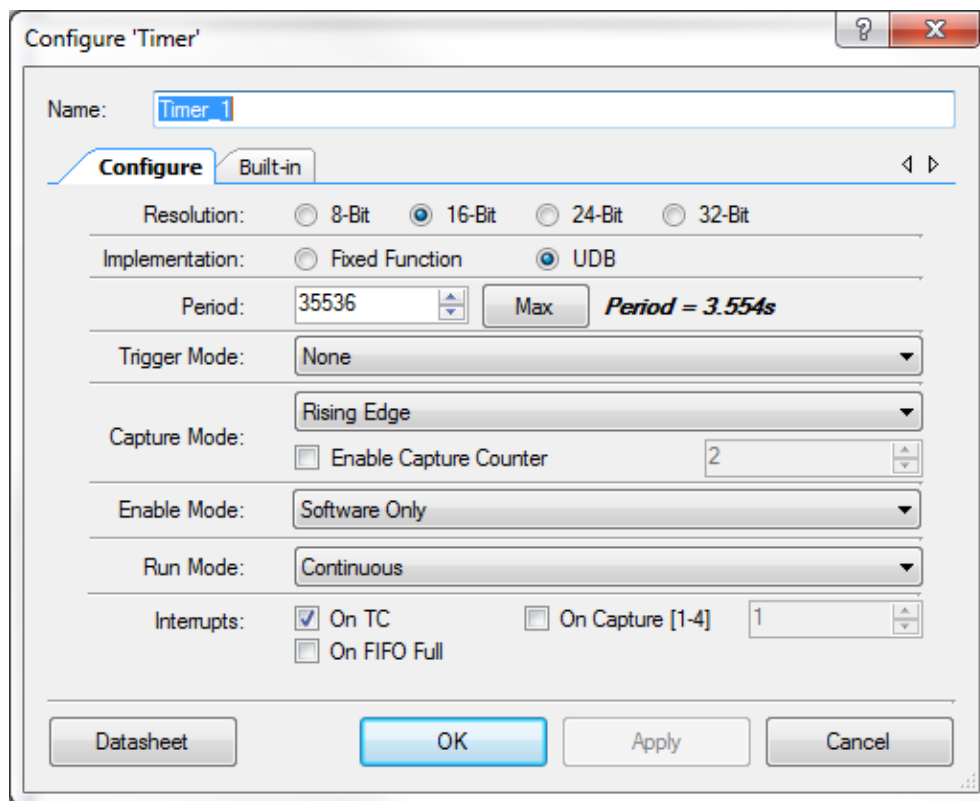 Configure 'Timer'
Name: Timer_1
Configure Built-in
Resolution: 8-Bit 16-Bit 24-Bit 32-Bit
Implementation: Fixed Function UDB
Period: 35536 Max Period = 3.554s
Trigger Mode: None
Capture Mode: Rising Edge
Enable Capture Counter 2
Enable Mode: Software Only
Run Mode: Continuous
Interrupts: On TC On Capture [1-4] 1
On FIFO Full
Datasheet OK Apply Cancel